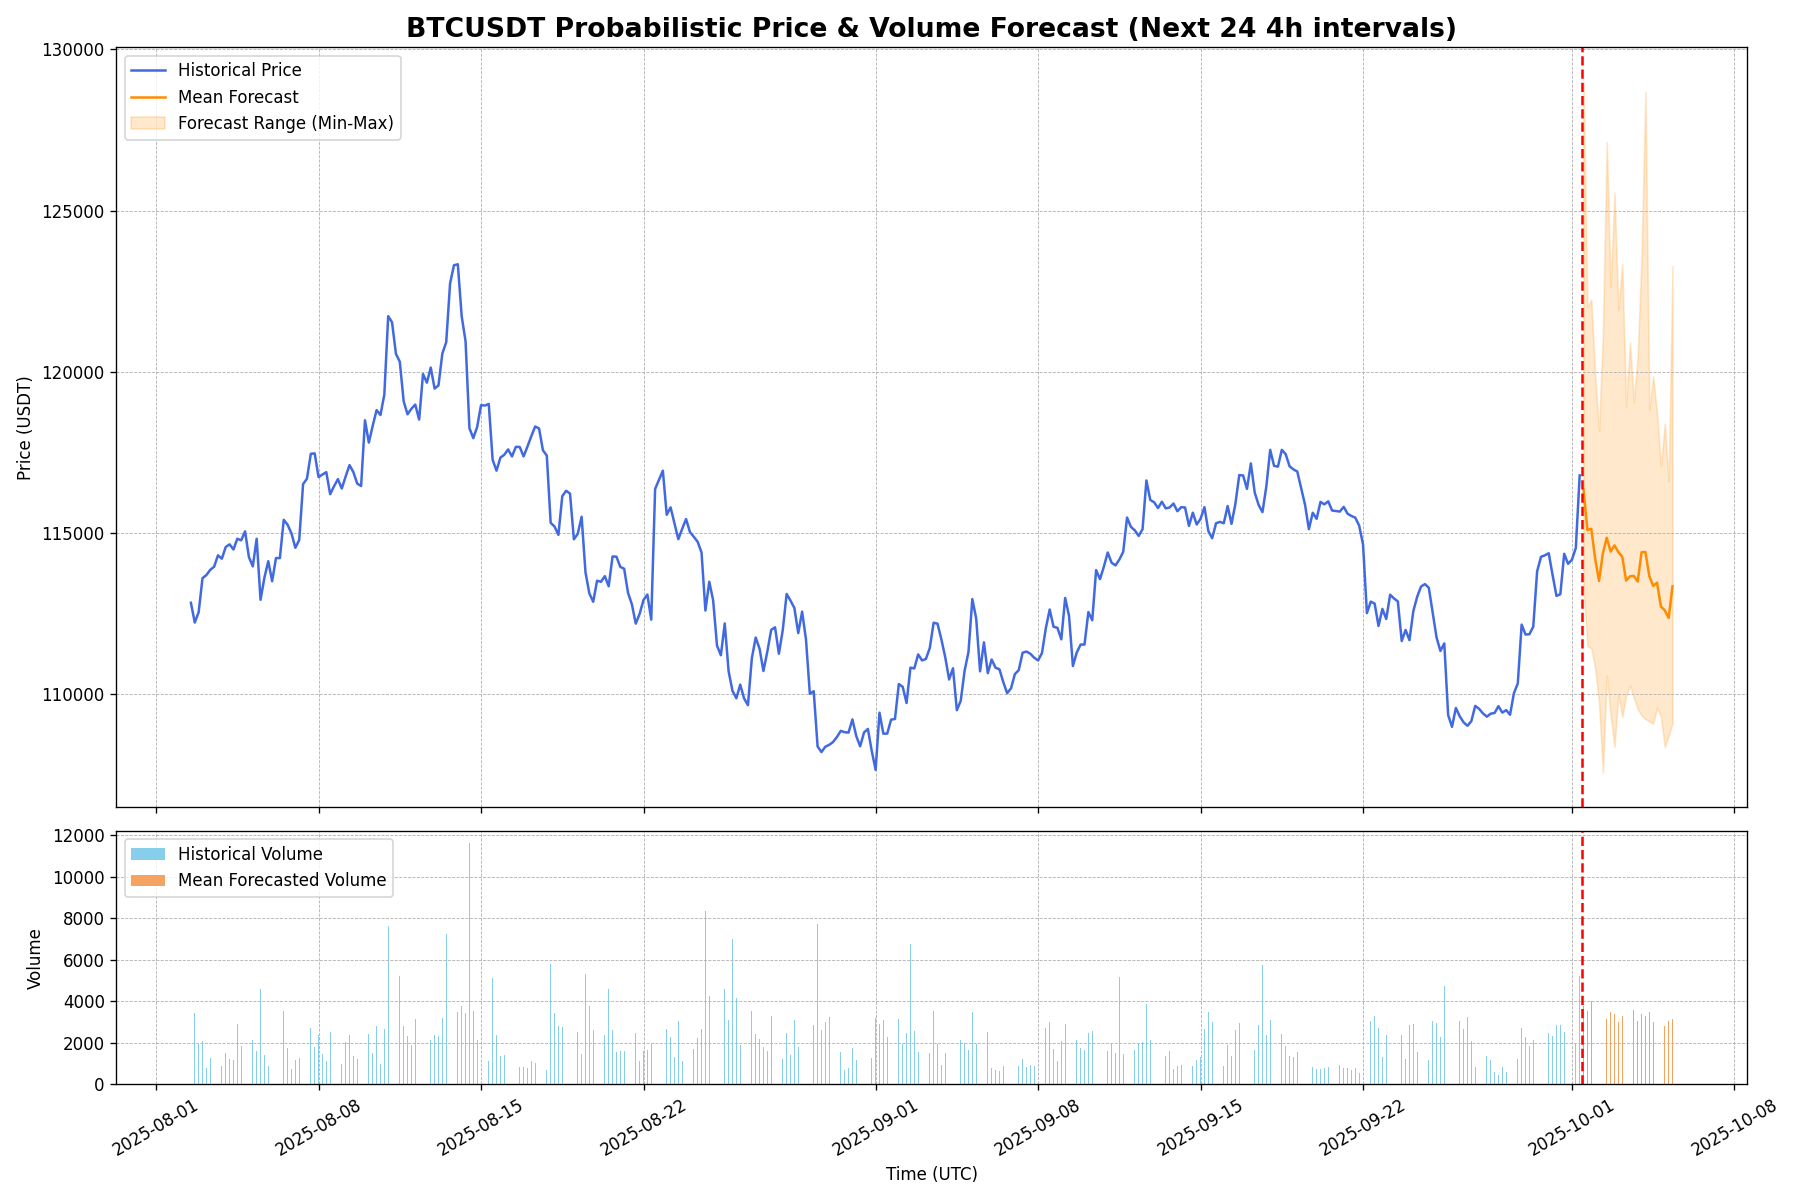 BTCUSDT Probabilistic Price & Volume Forecast (Next 24 4h intervals)
130000
125000
120000
115000
110000
Price (USDT)
Historical Price
Mean Forecast
Forecast Range (Min-Max)
12000
10000
8000
6000
4000
2000
0
Volume
Historical Volume
Mean Forecasted Volume
2025-08-01
2025-08-08
2025-08-15
2025-08-22
2025-09-01
2025-09-08
2025-09-15
2025-09-22
2025-10-01
2025-10-08
Time (UTC)